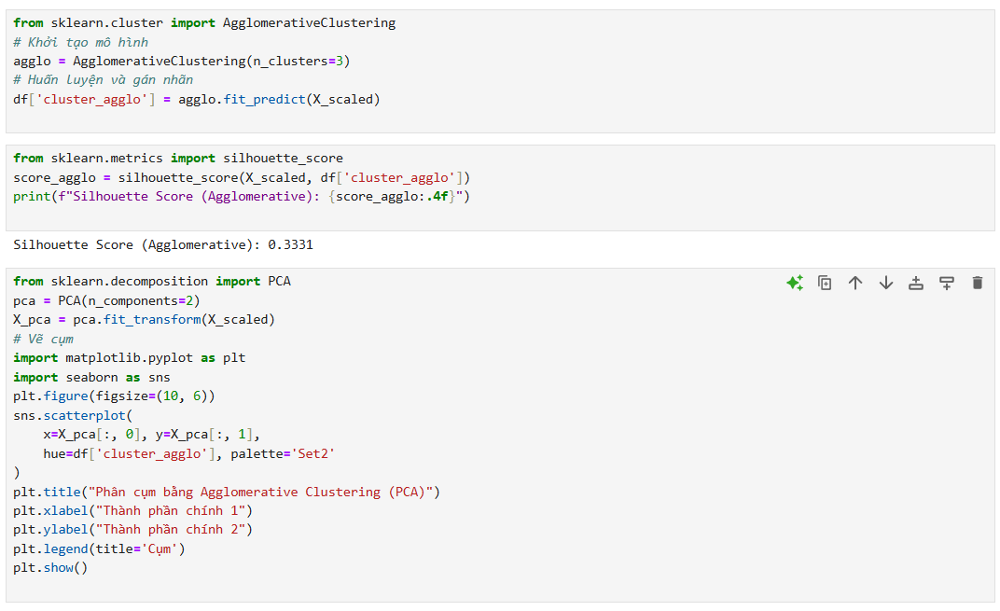 from sklearn.cluster import AgglomerativeClustering
# Khởi tạo mô hình
agglo = AgglomerativeClustering(n_clusters=3)
# Huấn luyện và gán nhãn
df['cluster_agglo'] = agglo.fit_predict(X_scaled)
from sklearn.metrics import silhouette_score
score_agglo = silhouette_score(X_scaled, df['cluster_agglo'])
print(f"Silhouette Score (Agglomerative): {score_agglo:.4f}")
Silhouette Score (Agglomerative): 0.3331
from sklearn.decomposition import PCA
pca = PCA(n_components=2)
X_pca = pca.fit_transform(X_scaled)
# Vẽ cụm
import matplotlib.pyplot as plt
import seaborn as sns
plt.figure(figsize=(10, 6))
sns.scatterplot(
    x=X_pca[:, 0], y=X_pca[:, 1],
    hue=df['cluster_agglo'], palette='Set2'
)
plt.title("Phân cụm bằng Agglomerative Clustering (PCA)")
plt.xlabel("Thành phần chính 1")
plt.ylabel("Thành phần chính 2")
plt.legend(title='Cụm')
plt.show()